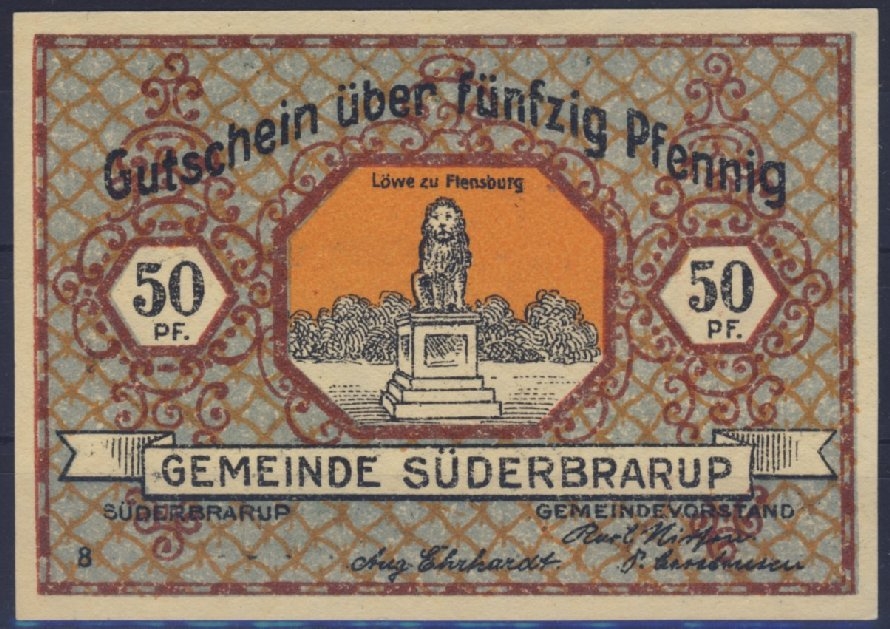 Gutschein über fünfzig Pfennig
Löwe zu Flensburg
50
PF.
50
PF.
GEMEINDE SÜDERBRARUP
SÜDERBRARUP
GEMEINDEVORSTAND
Aug Ehrhardt
8